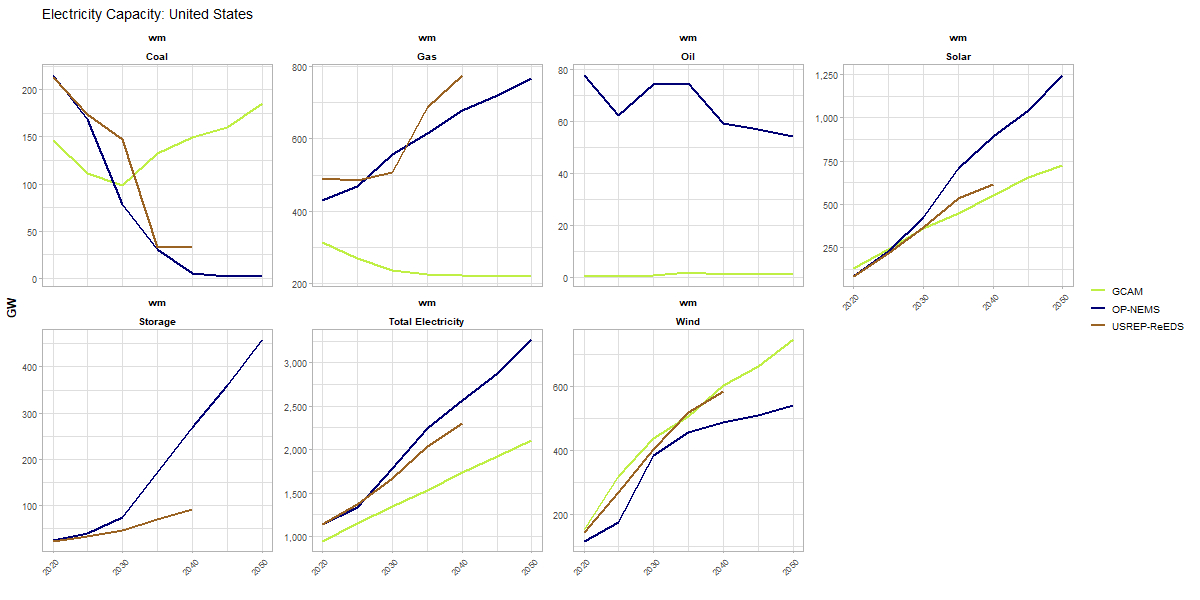 Electricity Capacity: United States
wm
wm
wm
wm
Coal
Gas
Oil
Solar
200
150
100
50
0
800
600
400
200
80
60
40
20
0
1,250
1,000
750
500
250
2020
2030
2040
2050
GW
GCAM
OP-NEMS
USREP-ReEDS
wm
wm
wm
Storage
Total Electricity
Wind
400
300
200
100
3,000
2,500
2,000
1,500
1,000
600
400
200
2020
2030
2040
2050
2020
2030
2040
2050
2020
2030
2040
2050